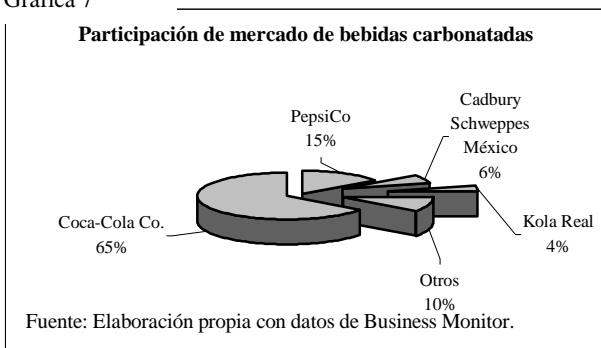 Gráfica 7
Participación de mercado de bebidas carbonatadas
PepsiCo
15%
Cadbury
Schweppes
México
6%
Kola Real
4%
Otros
10%
Coca-Cola Co.
65%
Fuente: Elaboración propia con datos de Business Monitor.